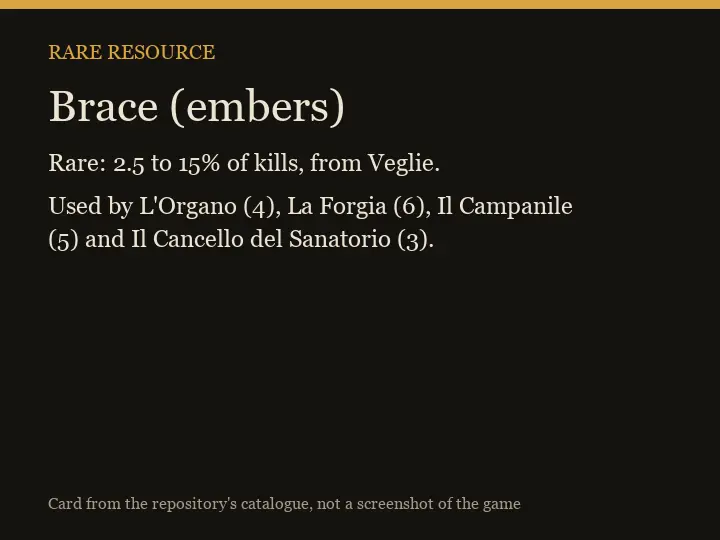 RARE RESOURCE
Brace (embers)
Rare: 2.5 to 15% of kills, from Veglie.
Used by L'Organo (4), La Forgia (6), Il Campanile
(5) and Il Cancello del Sanatorio (3).
Card from the repository's catalogue, not a screenshot of the game